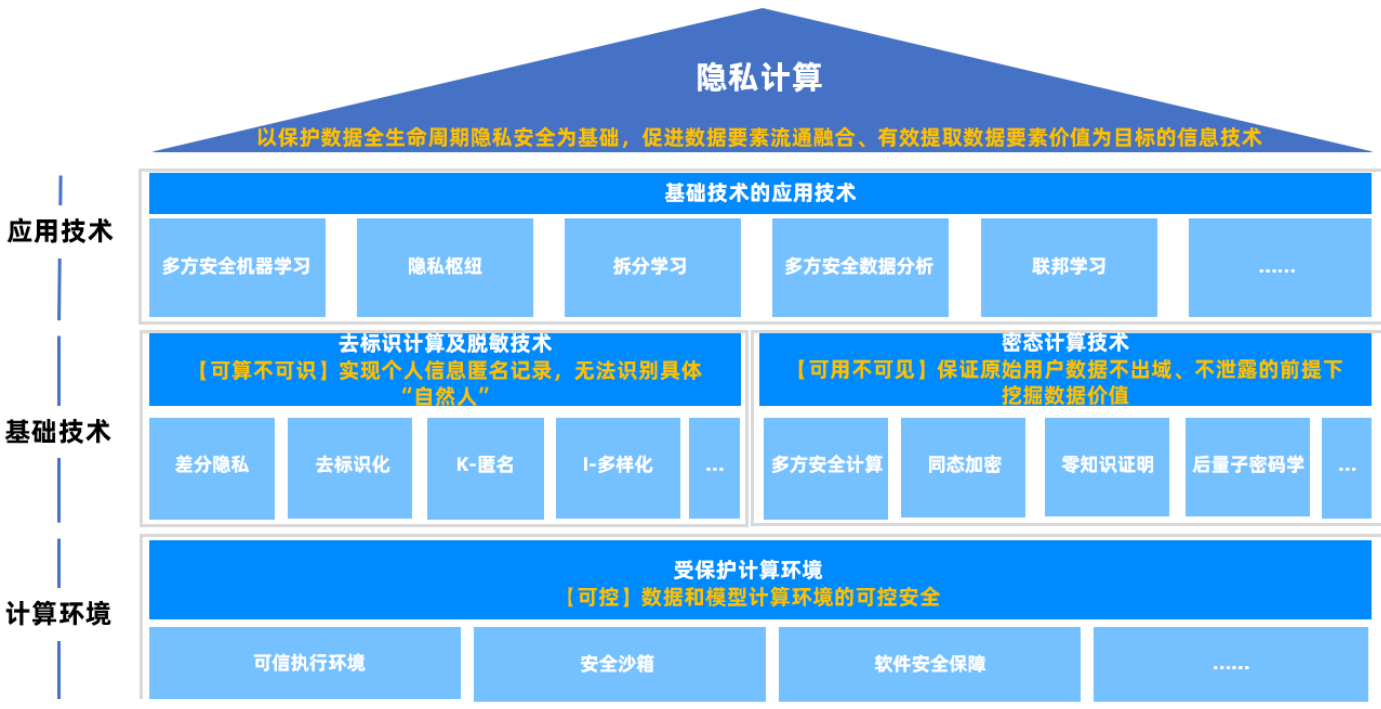 隐私计算
以保护数据全生命周期隐私安全为基础，促进数据要素流通融合、有效提取数据要素价值为目标的信息技术
应用技术
基础技术的应用技术
多方安全机器学习
隐私枢纽
拆分学习
多方安全数据分析
联邦学习
……
基础技术
去标识计算及脱敏技术
【可算不可识】实现个人信息匿名记录，无法识别具体
“自然人”
差分隐私
去标识化
K-匿名
I-多样化
...
密态计算技术
【可用不可见】保证原始用户数据不出域、不泄露的前提下
挖掘数据价值
多方安全计算
同态加密
零知识证明
后量子密码学
...
计算环境
受保护计算环境
【可控】数据和模型计算环境的可控安全
可信执行环境
安全沙箱
软件安全保障
……